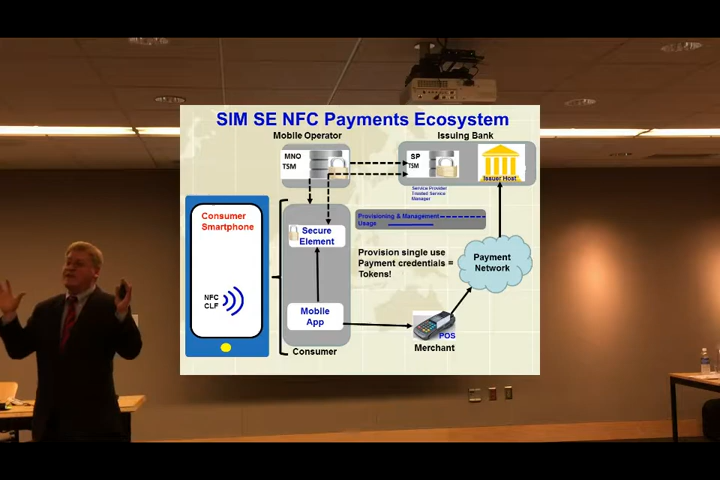 SIM SE NFC Payments Ecosystem
Mobile Operator
Issuing Bank
MNO
TSM
SP
TSM
Issuer Host
Service Provider
Trusted Service
Manager
Consumer
Smartphone
Secure
Element
Provisioning & Management
Usage
Provision single use
Payment credentials =
Tokens!
Payment
Network
NFC
CLF
Mobile
App
POS
Consumer
Merchant